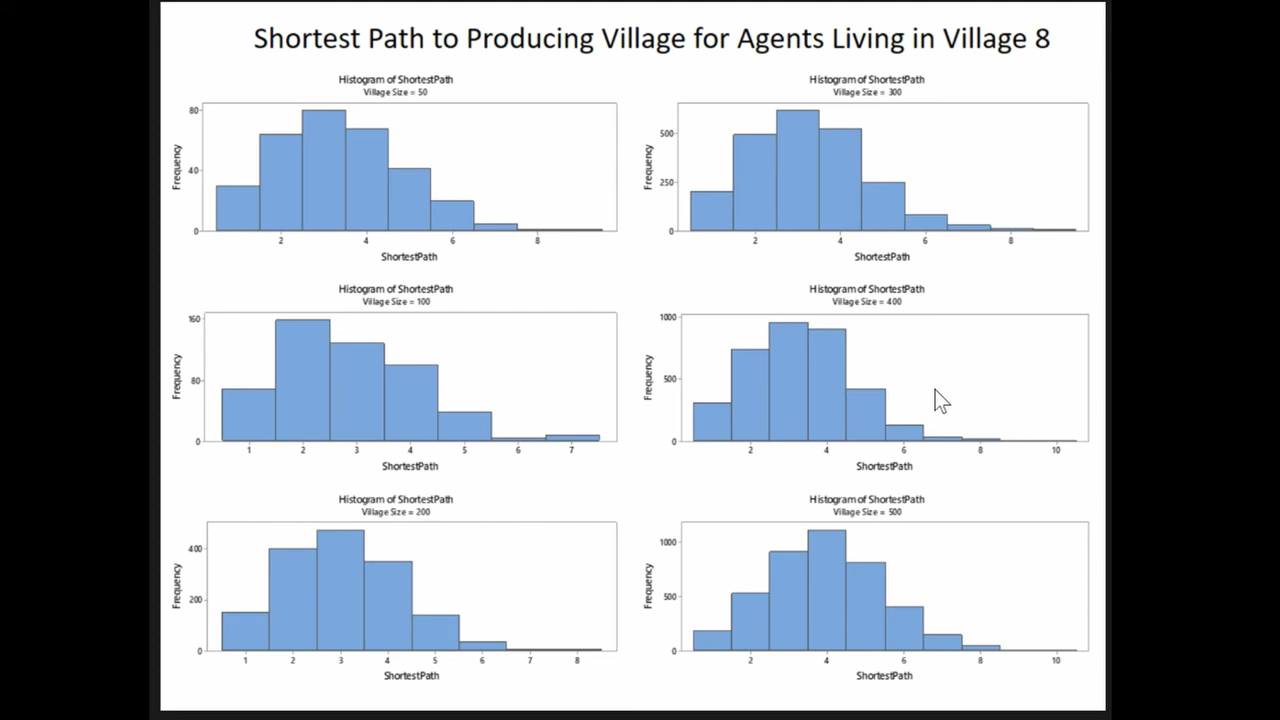 Shortest Path to Producing Village for Agents Living in Village 8
Histogram of ShortestPath
Village Size = 50
Frequency
80
40
0
2 4 6 8
ShortestPath
Histogram of ShortestPath
Village Size = 300
Frequency
500
250
0
2 4 6 8
ShortestPath
Histogram of ShortestPath
Village Size = 100
Frequency
160
80
0
1 2 3 4 5 6 7
ShortestPath
Histogram of ShortestPath
Village Size = 400
Frequency
1000
500
0
2 4 6 8 10
ShortestPath
Histogram of ShortestPath
Village Size = 200
Frequency
400
200
0
1 2 3 4 5 6 7 8
ShortestPath
Histogram of ShortestPath
Village Size = 500
Frequency
1000
500
0
2 4 6 8 10
ShortestPath